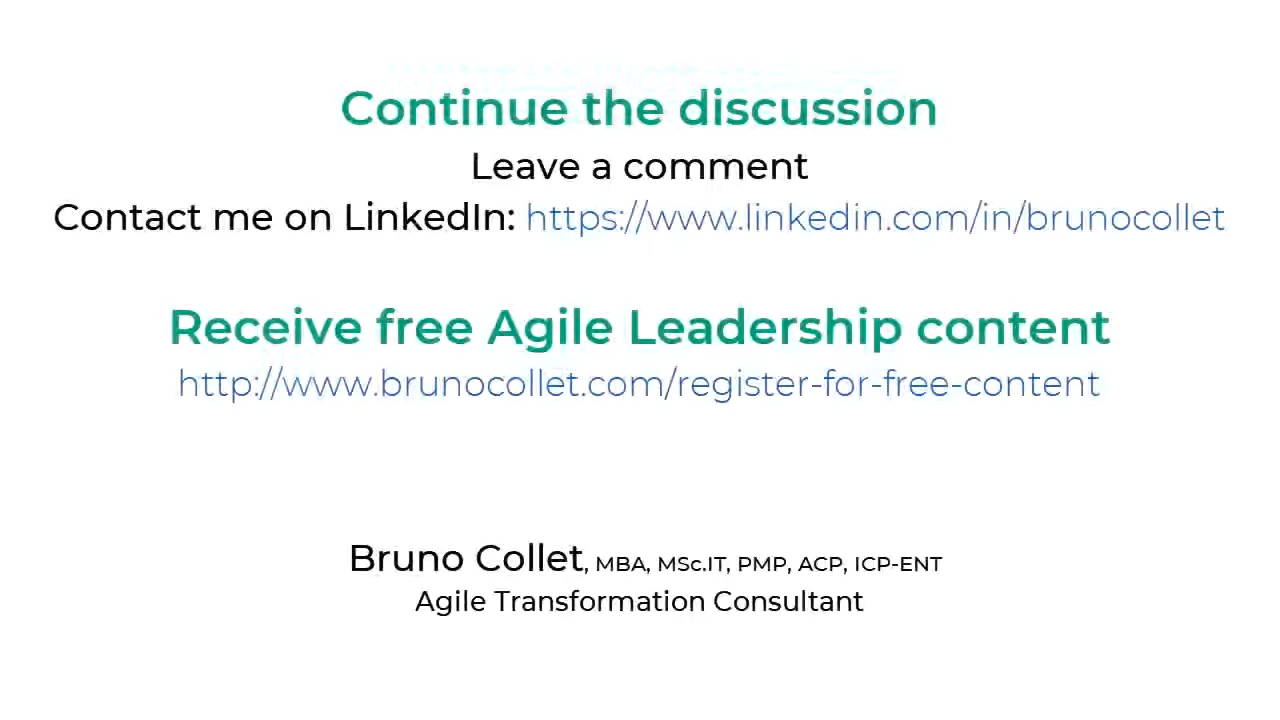 Continue the discussion
Leave a comment
Contact me on LinkedIn: https://www.linkedin.com/in/brunocollet
Receive free Agile Leadership content
http://www.brunocollet.com/register-for-free-content
Bruno Collet, MBA, MSc.IT, PMP, ACP, ICP-ENT
Agile Transformation Consultant